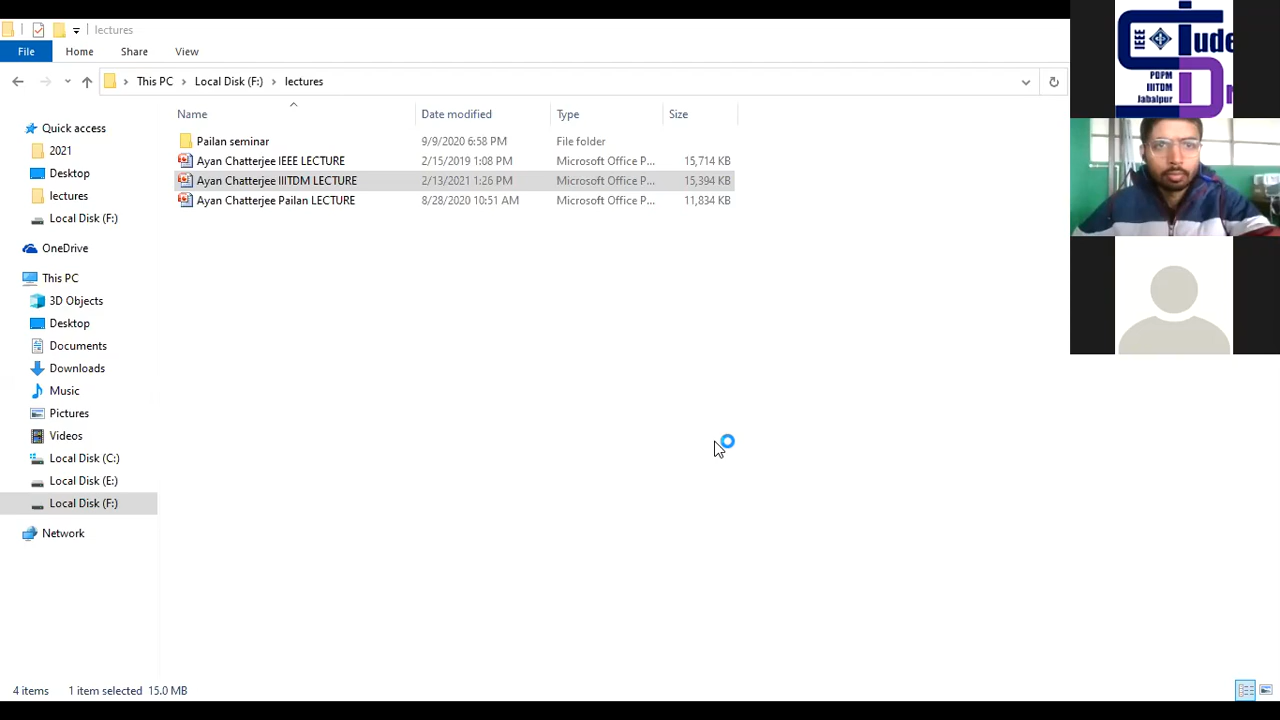 lectures
File Home Share View
This PC Local Disk (F:) lectures
Name Date modified Type Size
Pailan seminar 9/9/2020 6:58 PM File folder
Ayan Chatterjee IEEE LECTURE 2/15/2019 1:08 PM Microsoft Office P... 15,714 KB
Ayan Chatterjee IIITDM LECTURE 2/13/2021 1:26 PM Microsoft Office P... 15,394 KB
Ayan Chatterjee Pailan LECTURE 8/28/2020 10:51 AM Microsoft Office P... 11,834 KB
Quick access
2021
Desktop
lectures
Local Disk (F:)
OneDrive
This PC
3D Objects
Desktop
Documents
Downloads
Music
Pictures
Videos
Local Disk (C:)
Local Disk (E:)
Local Disk (F:)
Network
4 items 1 item selected 15.0 MB
IEEE
PDPM
IIITDM
Jabalpur